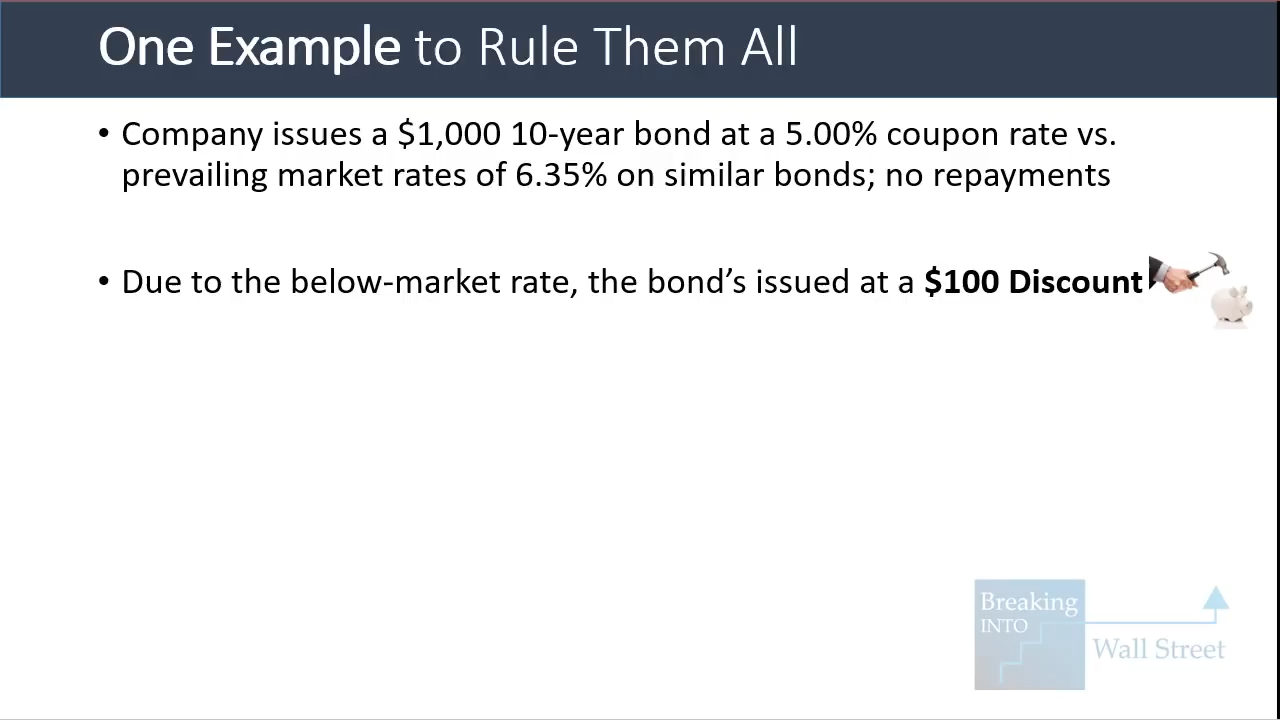 One Example to Rule Them All
• Company issues a $1,000 10-year bond at a 5.00% coupon rate vs.
prevailing market rates of 6.35% on similar bonds; no repayments
• Due to the below-market rate, the bond’s issued at a $100 Discount
Breaking
INTO
Wall Street